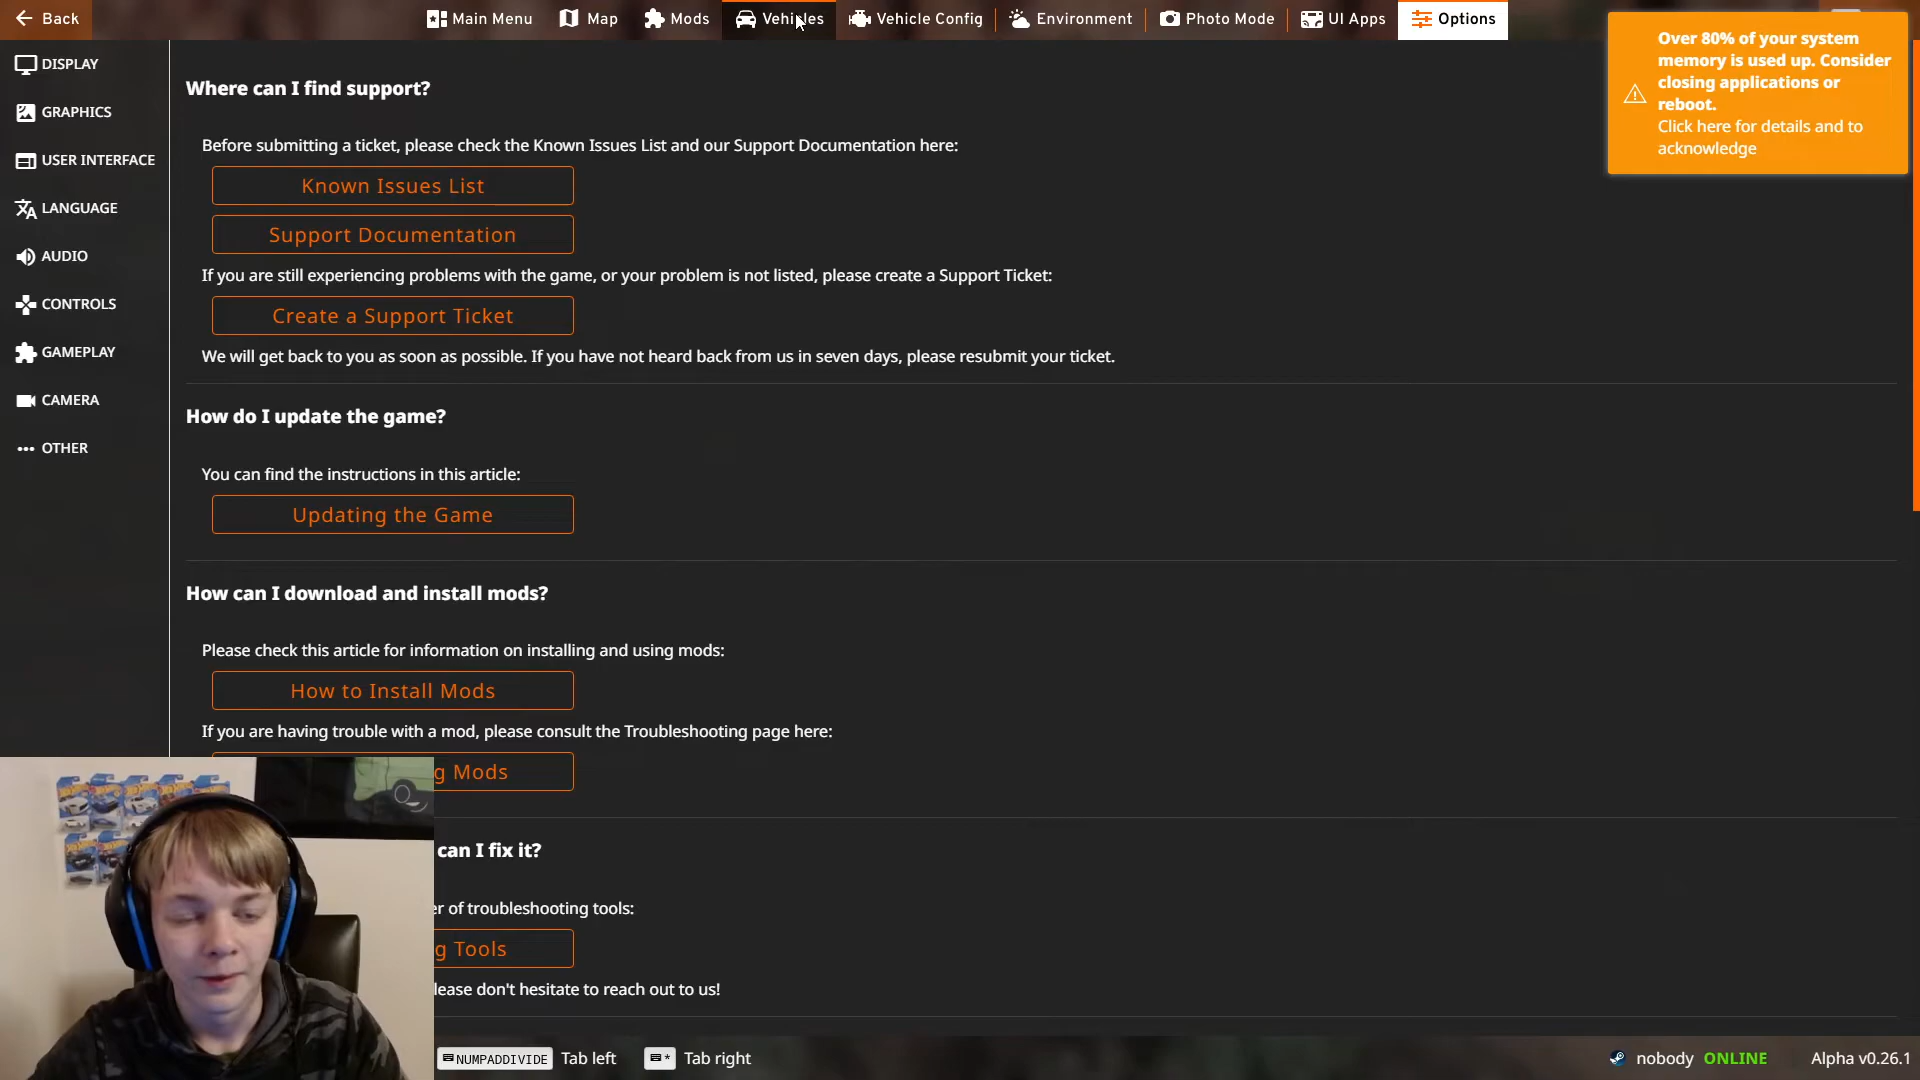 Back
Main Menu
Map
Mods
Vehicles
Vehicle Config
Environment
Photo Mode
UI Apps
Options
Over 80% of your system
memory is used up. Consider
closing applications or
reboot.
Click here for details and to
acknowledge
DISPLAY
GRAPHICS
USER INTERFACE
LANGUAGE
AUDIO
CONTROLS
GAMEPLAY
CAMERA
OTHER
Where can I find support?
Before submitting a ticket, please check the Known Issues List and our Support Documentation here:
Known Issues List
Support Documentation
If you are still experiencing problems with the game, or your problem is not listed, please create a Support Ticket:
Create a Support Ticket
We will get back to you as soon as possible. If you have not heard back from us in seven days, please resubmit your ticket.
How do I update the game?
You can find the instructions in this article:
Updating the Game
How can I download and install mods?
Please check this article for information on installing and using mods:
How to Install Mods
If you are having trouble with a mod, please consult the Troubleshooting page here:
g Mods
can I fix it?
er of troubleshooting tools:
g Tools
lease don't hesitate to reach out to us!
NUMPADDIVIDE Tab left * Tab right
nobody ONLINE Alpha v0.26.1